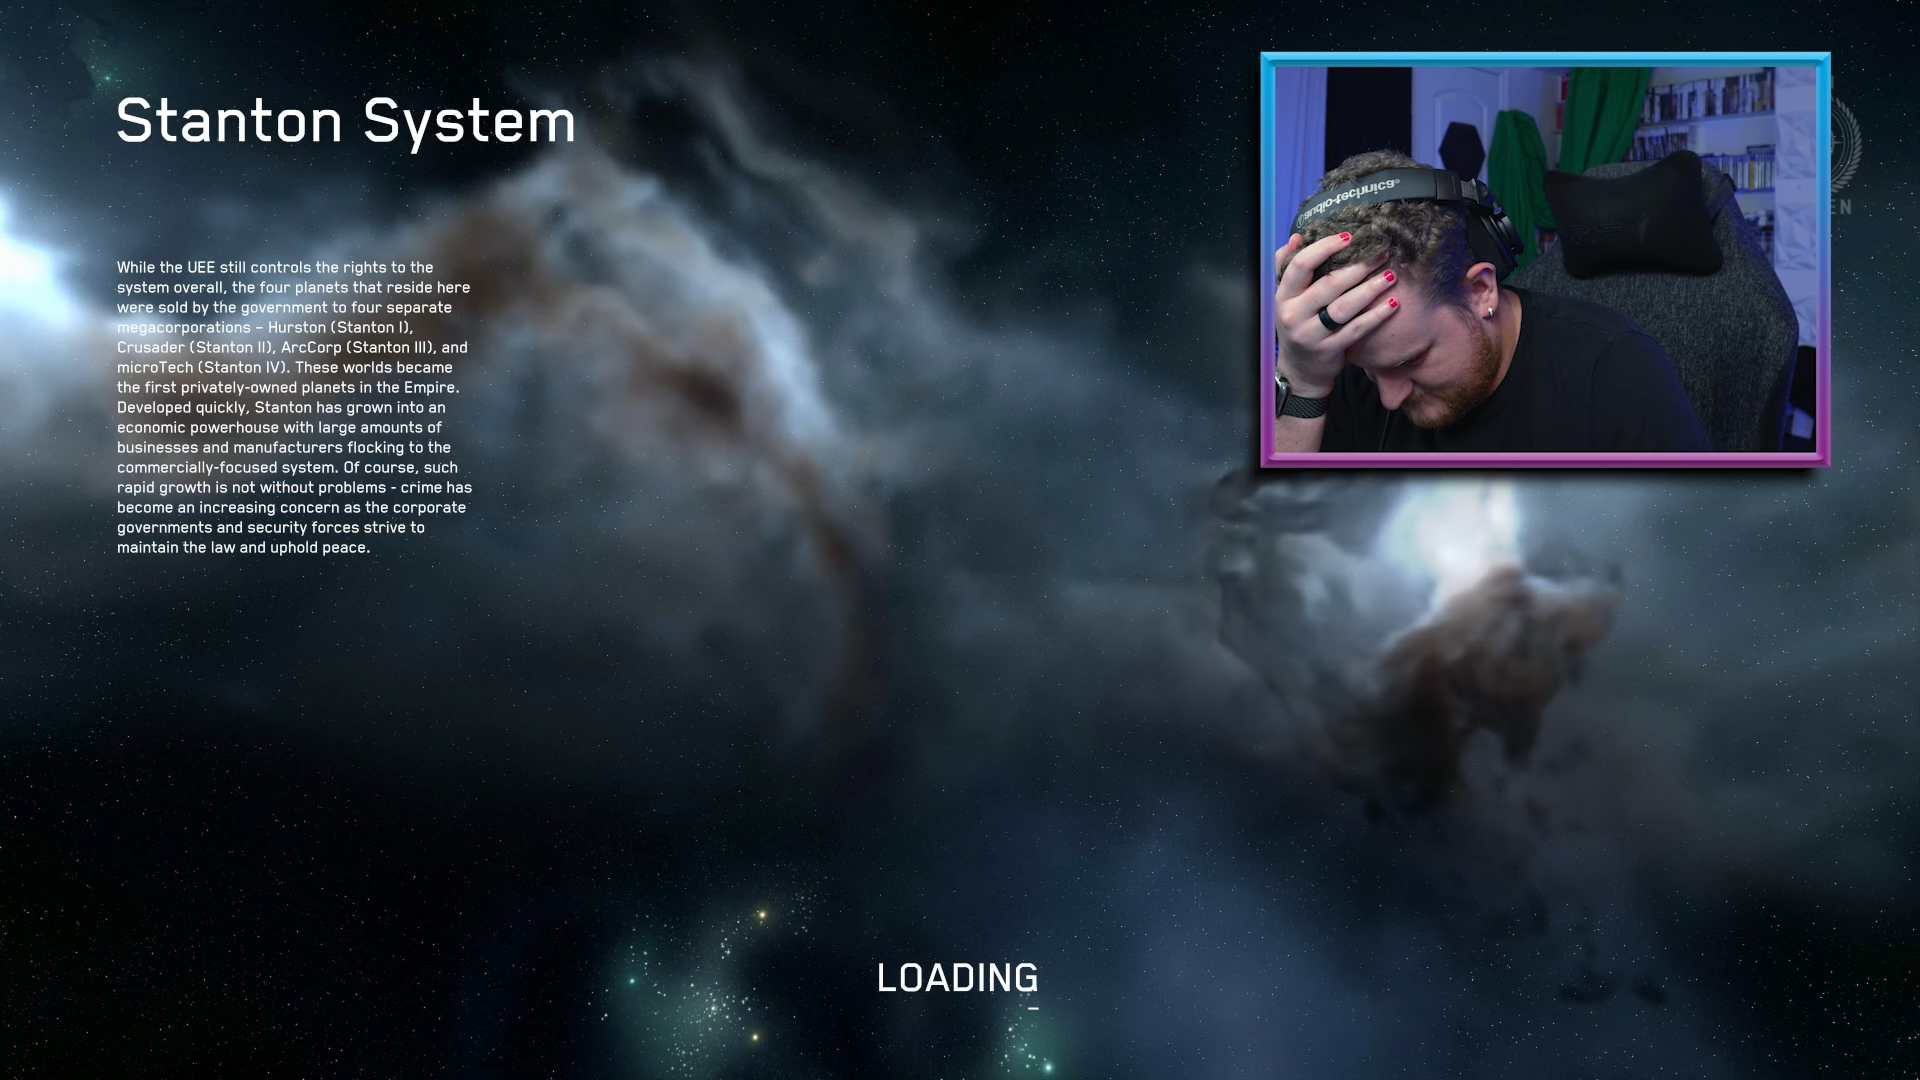 Stanton System
While the UEE still controls the rights to the
system overall, the four planets that reside here
were sold by the government to four separate
megacorporations – Hurston (Stanton I),
Crusader (Stanton II), ArcCorp (Stanton III), and
microTech (Stanton IV). These worlds became
the first privately-owned planets in the Empire.
Developed quickly, Stanton has grown into an
economic powerhouse with large amounts of
businesses and manufacturers flocking to the
commercially-focused system. Of course, such
rapid growth is not without problems - crime has
become an increasing concern as the corporate
governments and security forces strive to
maintain the law and uphold peace.
audio-technica
LOADING